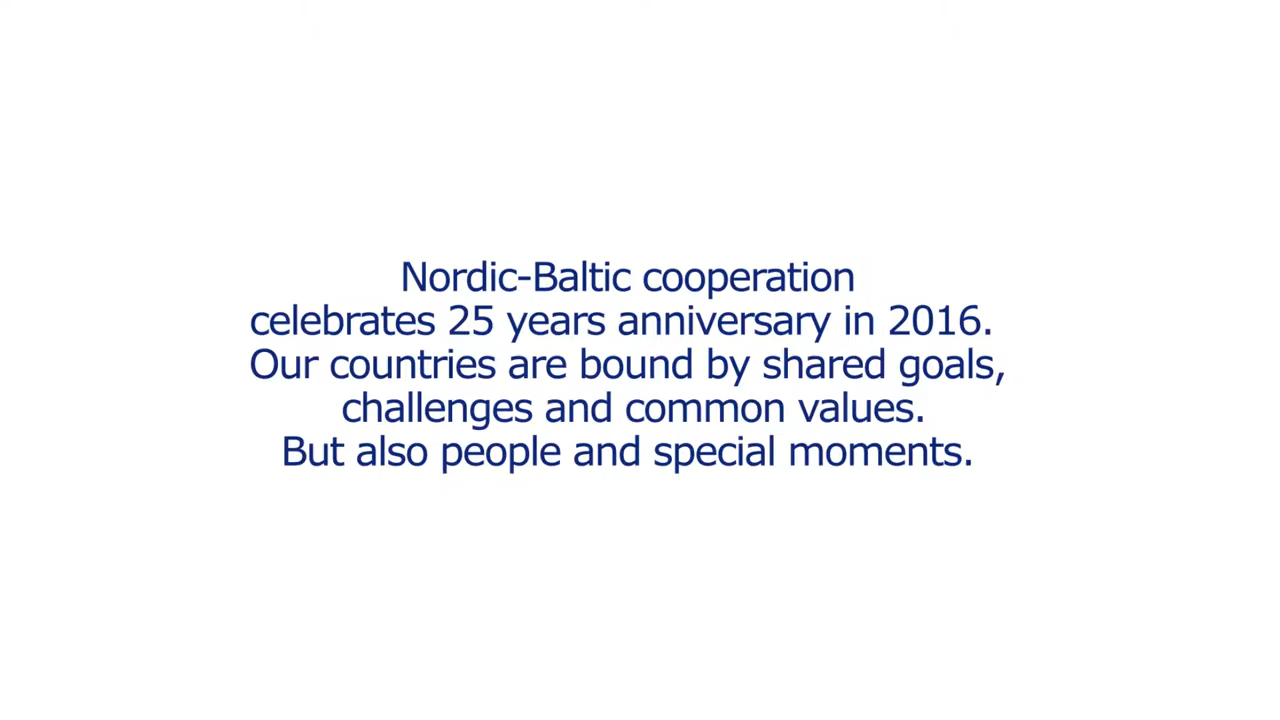 Nordic-Baltic cooperation
celebrates 25 years anniversary in 2016.
Our countries are bound by shared goals,
challenges and common values.
But also people and special moments.